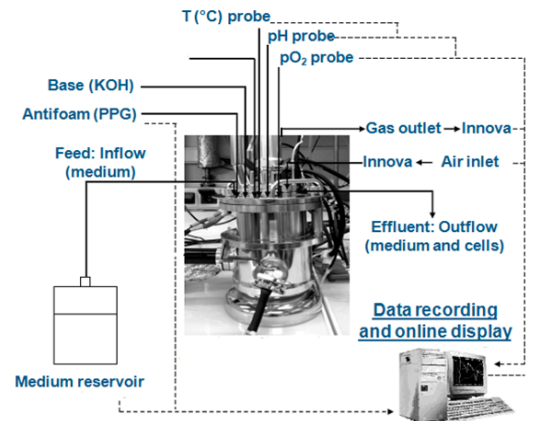 T (°C) probe
pH probe
pO₂ probe
Base (KOH)
Antifoam (PPG)
Gas outlet
Innova
Innova
Air inlet
Feed: Inflow
(medium)
Effluent: Outflow
(medium and cells)
Data recording
and online display
Medium reservoir